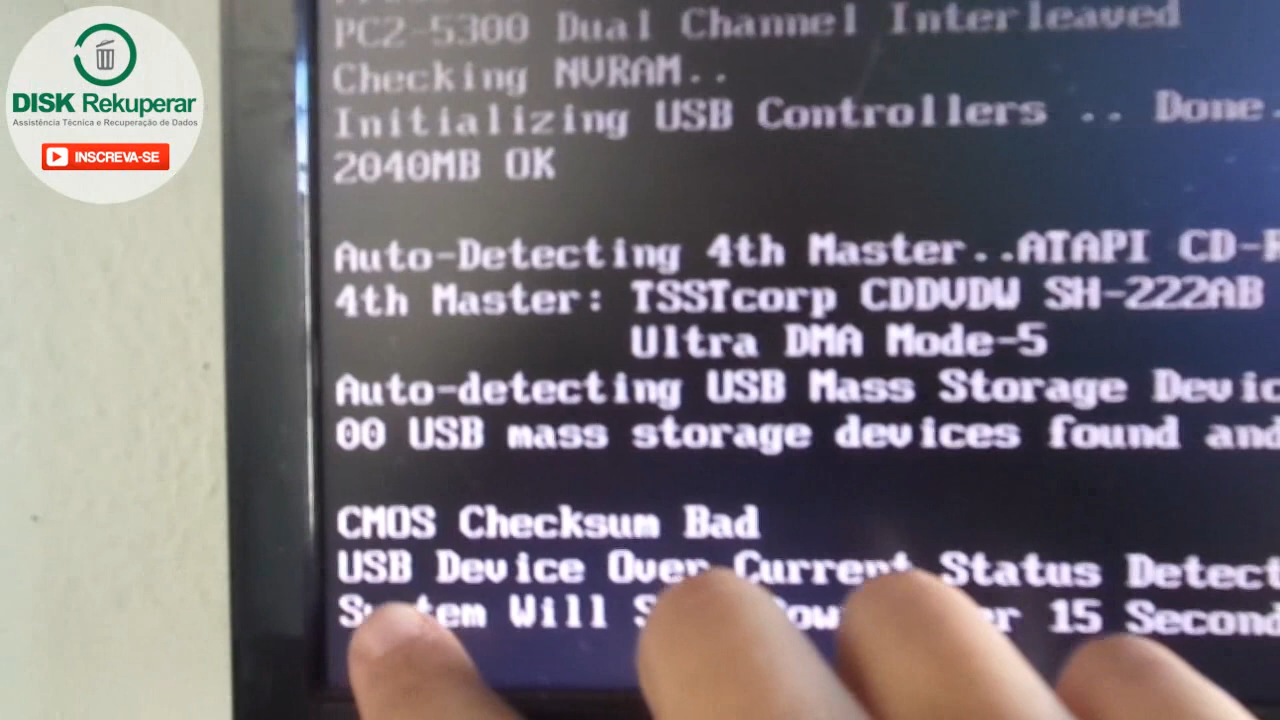 DISK Rekuperar
Assistência Técnica e Recuperação de Dados
INSCREVA-SE
PC2-5300 Dual Channel Interleaved
Checking NVRAM..
Initializing USB Controllers .. Done.
2040MB OK
Auto-Detecting 4th Master..ATAPI CD-
4th Master: TSSTcorp CDDVDW SH-222AB
Ultra DMA Mode-5
Auto-detecting USB Mass Storage Devic
00 USB mass storage devices found and
CMOS Checksum Bad
USB Device Over Current Status Detect
System Will 15 Second